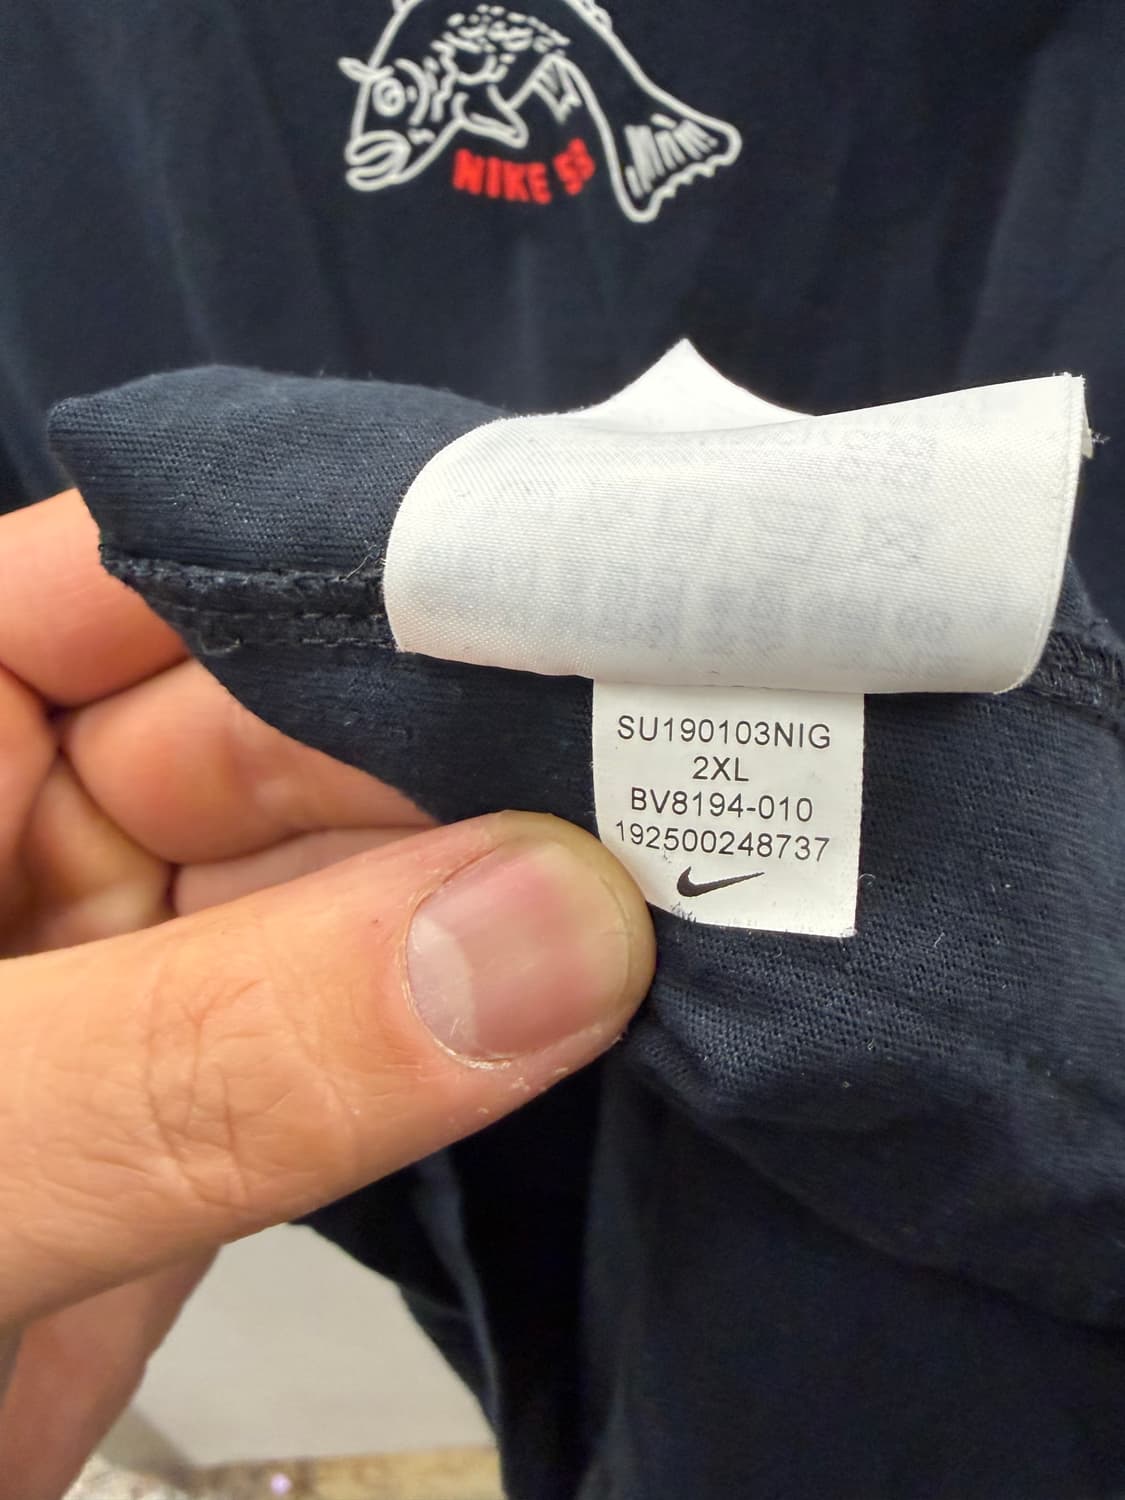 NIKE SB
SU190103NIG
2XL
BV8194-010
192500248737